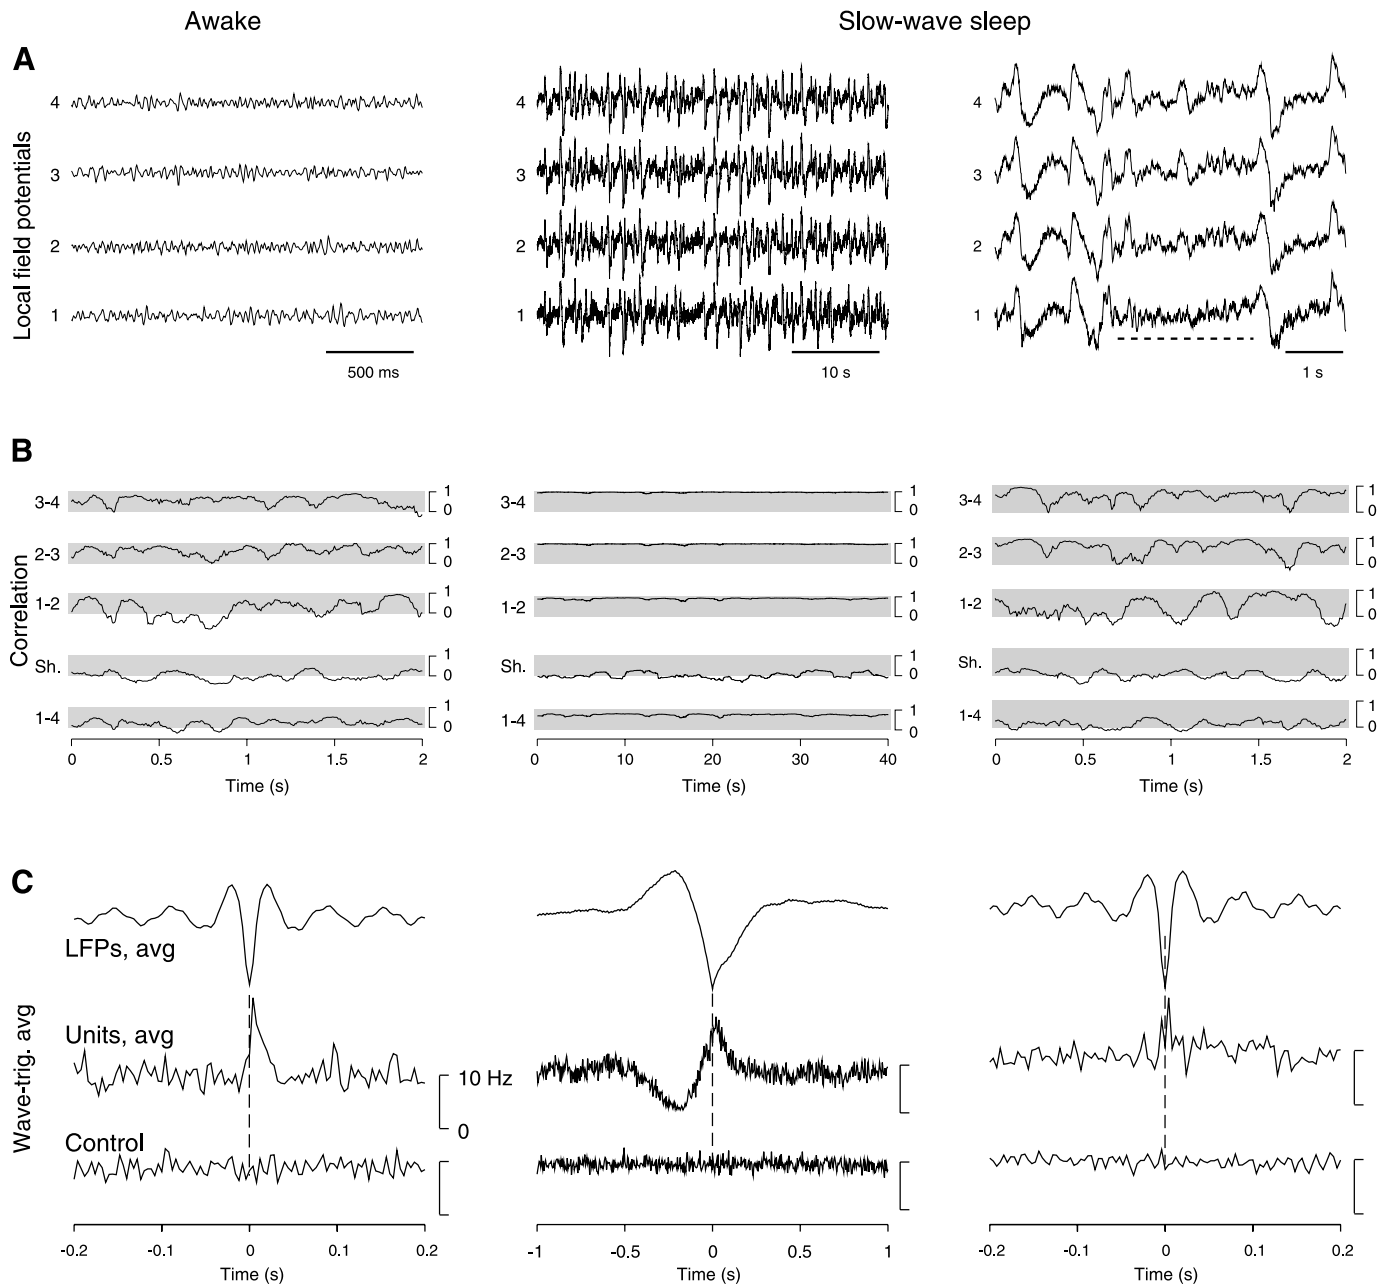 Awake
Slow-wave sleep
A
Local field potentials
4
3
2
1
500 ms
4
3
2
1
10 s
4
3
2
1
1 s
B
Correlation
3-4
1
0
2-3
1
0
1-2
1
0
Sh.
1
0
1-4
1
0
0 0.5 1 1.5 2
Time (s)
3-4
1
0
2-3
1
0
1-2
1
0
Sh.
1
0
1-4
1
0
0 10 20 30 40
Time (s)
3-4
1
0
2-3
1
0
1-2
1
0
Sh.
1
0
1-4
1
0
0 0.5 1 1.5 2
Time (s)
C
Wave-trig. avg
LFPs, avg
Units, avg
10 Hz
0
Control
-0.2 -0.1 0 0.1 0.2
Time (s)
-1 -0.5 0 0.5 1
Time (s)
-0.2 -0.1 0 0.1 0.2
Time (s)